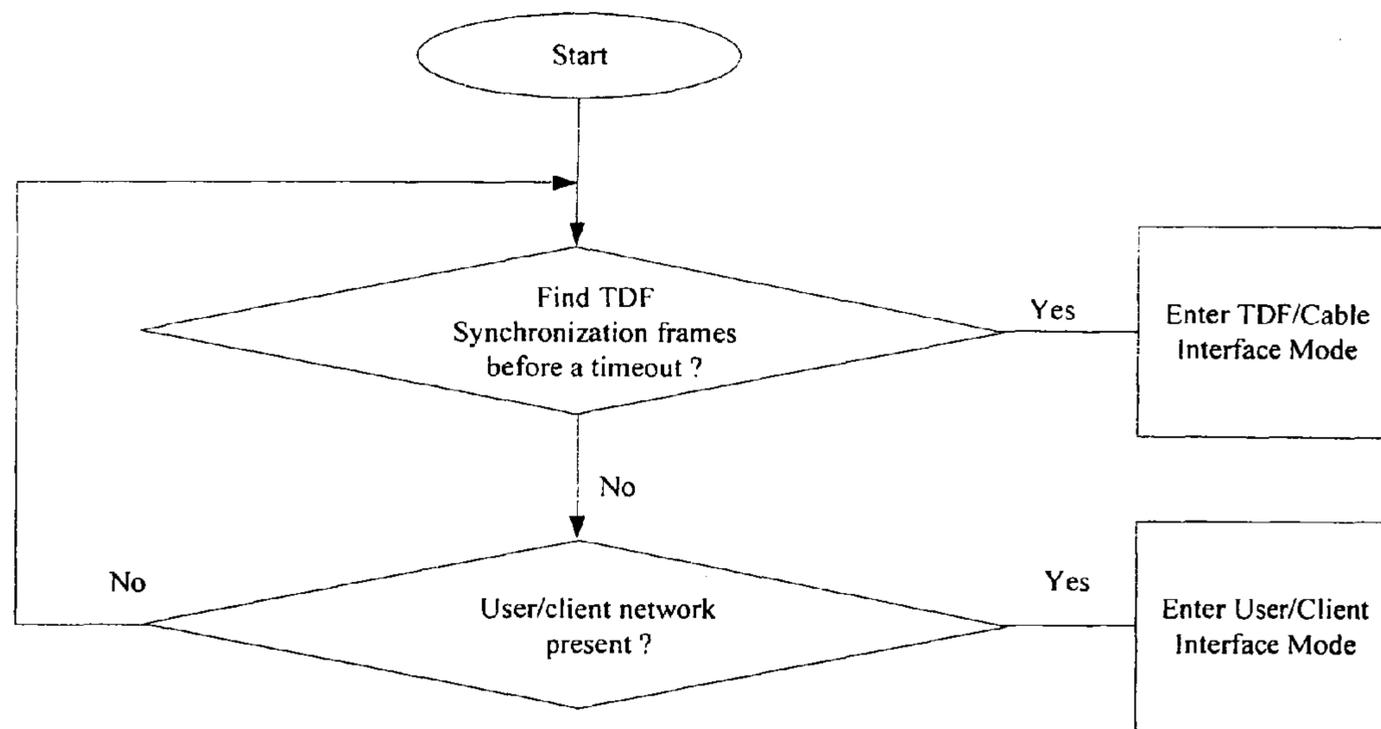 Start
Find TDF
Synchronization frames
before a timeout ?
Yes
Enter TDF/Cable
Interface Mode
No
No
User/client network
present ?
Yes
Enter User/Client
Interface Mode